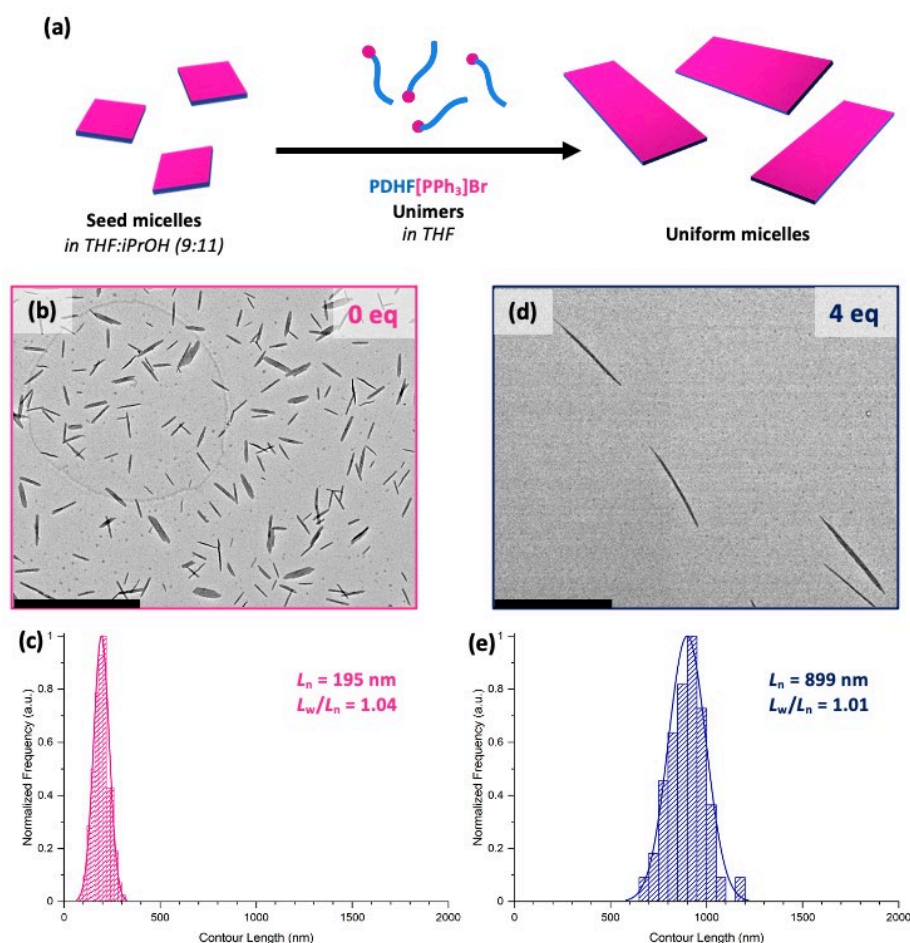 (a)
Seed micelles
in THF:iPrOH (9:11)
PDHF[PPh₃]Br
Unimers
in THF
Uniform micelles
(b)
0 eq
(d)
4 eq
(c)
Lₙ = 195 nm
L_w/Lₙ = 1.04
Normalized Frequency (a.u.)
1
0.8
0.6
0.4
0.2
0
0 500 1000 1500 2000
Contour Length (nm)
(e)
Lₙ = 899 nm
L_w/Lₙ = 1.01
Normalized Frequency (a.u.)
1
0.8
0.6
0.4
0.2
0
0 500 1000 1500 2000
Contour Length (nm)